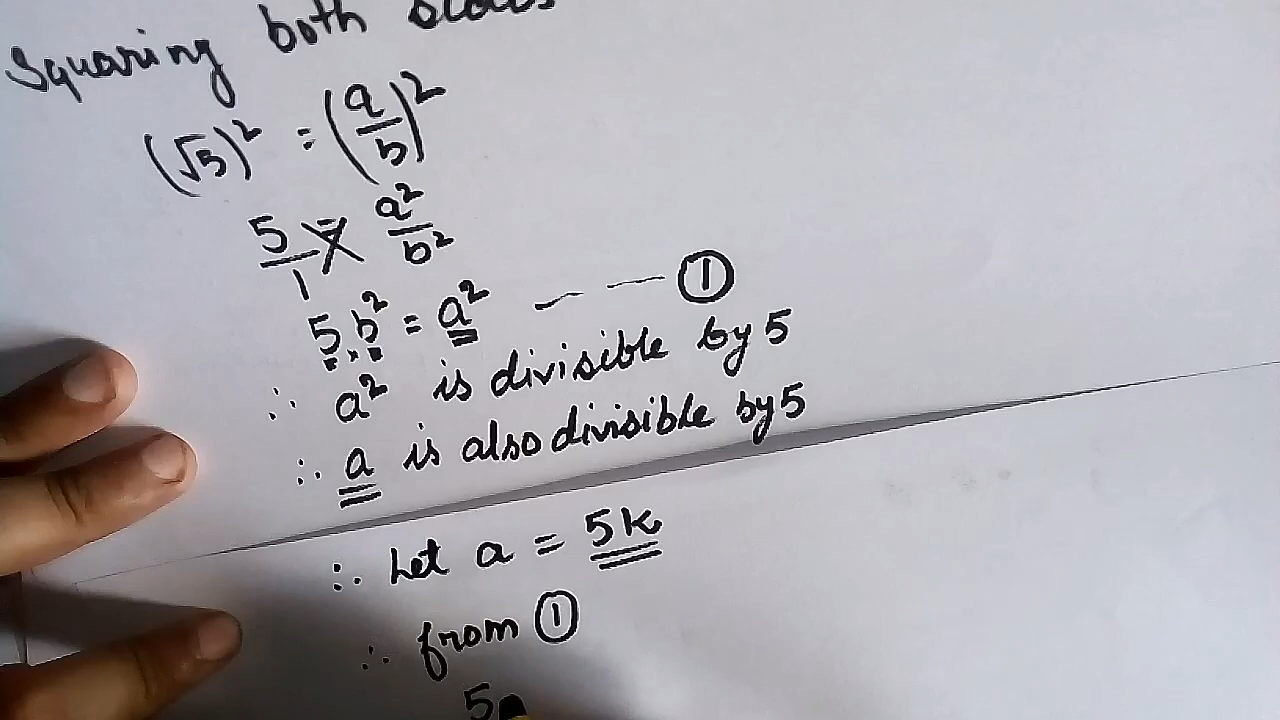 Squaring both sides
(√5)² = (a/b)²
5/1 = a²/b²
5b² = a² — — ①
∴ a² is divisible by 5
∴ a is also divisible by 5
∴ Let a = 5k
∴ from ①
5